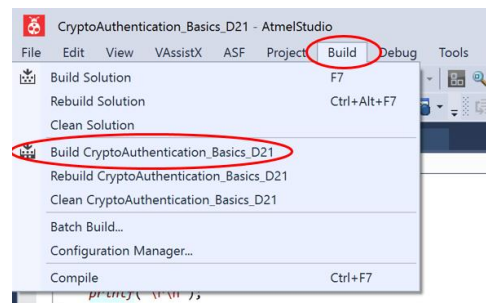 CryptoAuthentication_Basics_D21 - AtmelStudio
File Edit View VAssistX ASF Project Build Debug Tools
Build Solution F7
Rebuild Solution Ctrl+Alt+F7
Clean Solution
Build CryptoAuthentication_Basics_D21
Rebuild CryptoAuthentication_Basics_D21
Clean CryptoAuthentication_Basics_D21
Batch Build...
Configuration Manager...
Compile Ctrl+F7
printf( "\r\n");